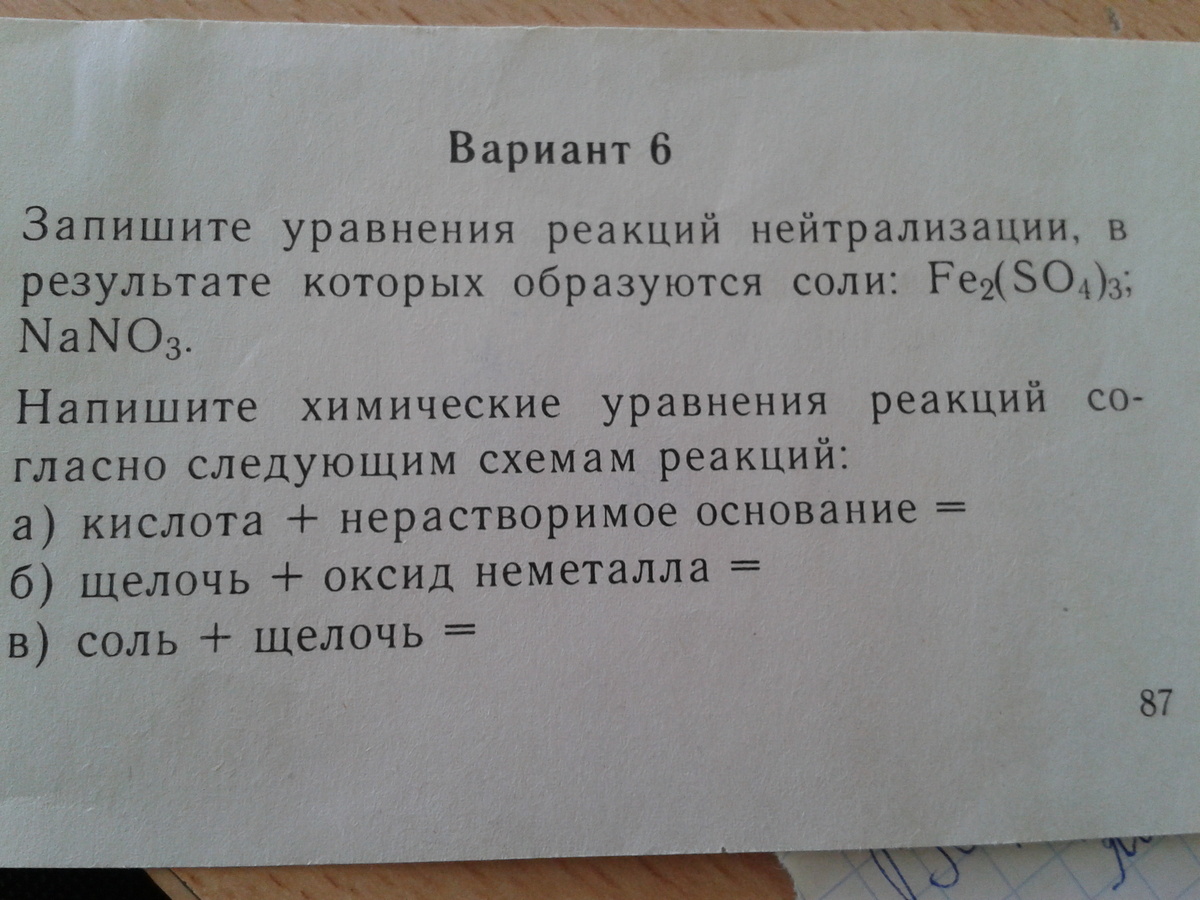 Вариант 6
Запишите уравнения реакций нейтрализации, в
результате которых образуются соли: Fe₂(SO₄)₃;
NaNO₃.
Напишите химические уравнения реакций со-
гласно следующим схемам реакций:
а) кислота + нерастворимое основание =
б) щелочь + оксид неметалла =
в) соль + щелочь =
87